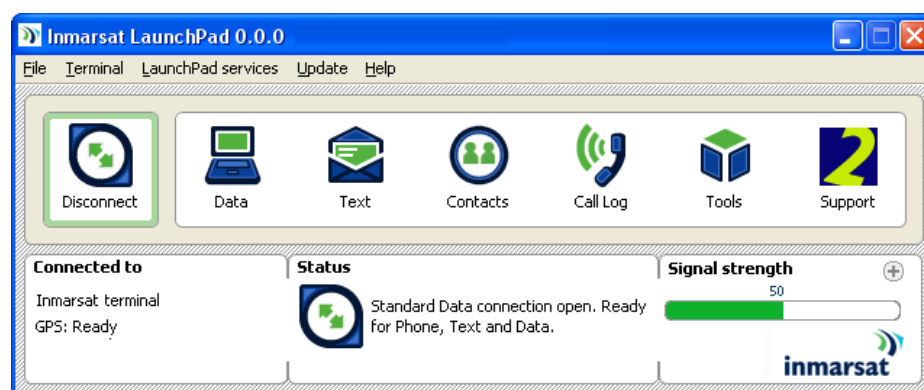 Inmarsat LaunchPad 0.0.0
File Terminal LaunchPad services Update Help
Disconnect Data Text Contacts Call Log Tools Support
Connected to
Inmarsat terminal
GPS: Ready
Status
Standard Data connection open. Ready
for Phone, Text and Data.
Signal strength
50
inmarsat